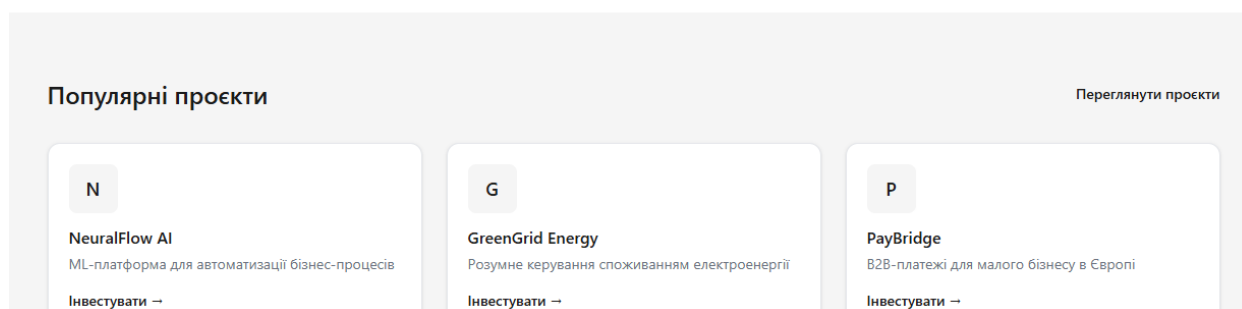 Популярні проєкти
Переглянути проєкти
N
NeuralFlow AI
ML-платформа для автоматизації бізнес-процесів
Інвестувати →
G
GreenGrid Energy
Розумне керування споживанням електроенергії
Інвестувати →
P
PayBridge
B2B-платежі для малого бізнесу в Європі
Інвестувати →